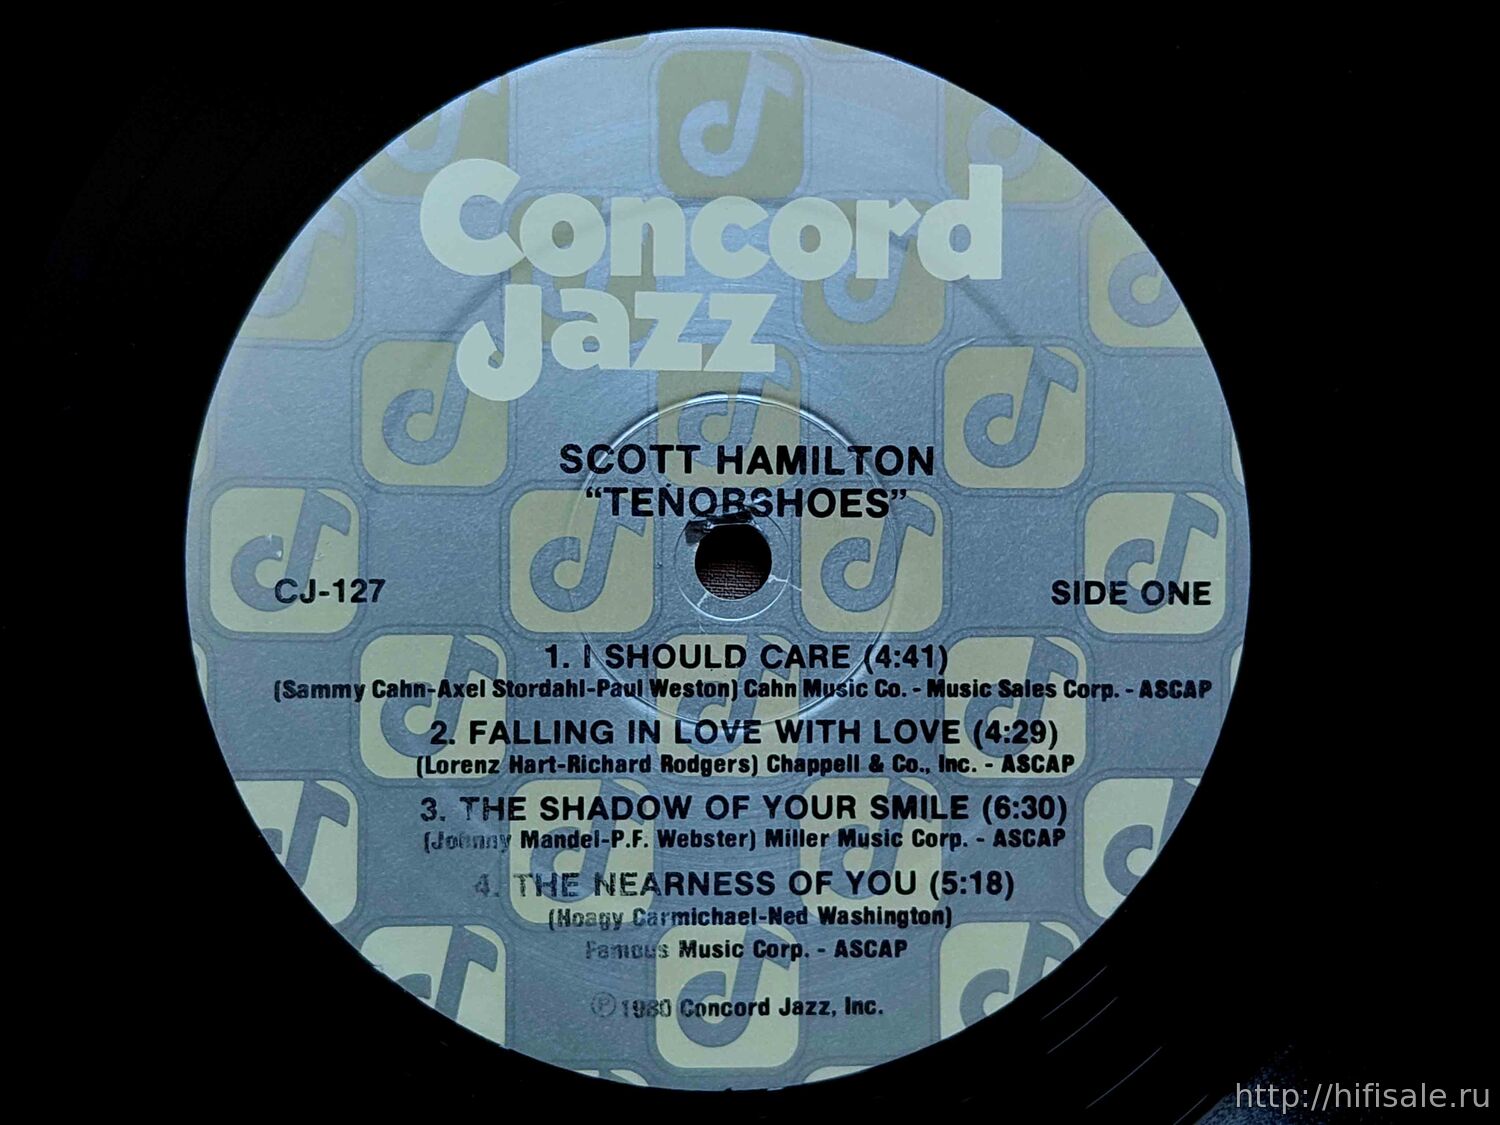 Concord
Jazz
SCOTT HAMILTON
“TENORSHOES”
CJ-127
SIDE ONE
1. I SHOULD CARE (4:41)
(Sammy Cahn-Axel Stordahl-Paul Weston) Cahn Music Co. - Music Sales Corp. - ASCAP
2. FALLING IN LOVE WITH LOVE (4:29)
(Lorenz Hart-Richard Rodgers) Chappell & Co., Inc. - ASCAP
3. THE SHADOW OF YOUR SMILE (6:30)
(Johnny Mandel-P.F. Webster) Miller Music Corp. - ASCAP
4. THE NEARNESS OF YOU (5:18)
(Hoagy Carmichael-Ned Washington)
Famous Music Corp. - ASCAP
℗ 1980 Concord Jazz, Inc.
http://hifisale.ru